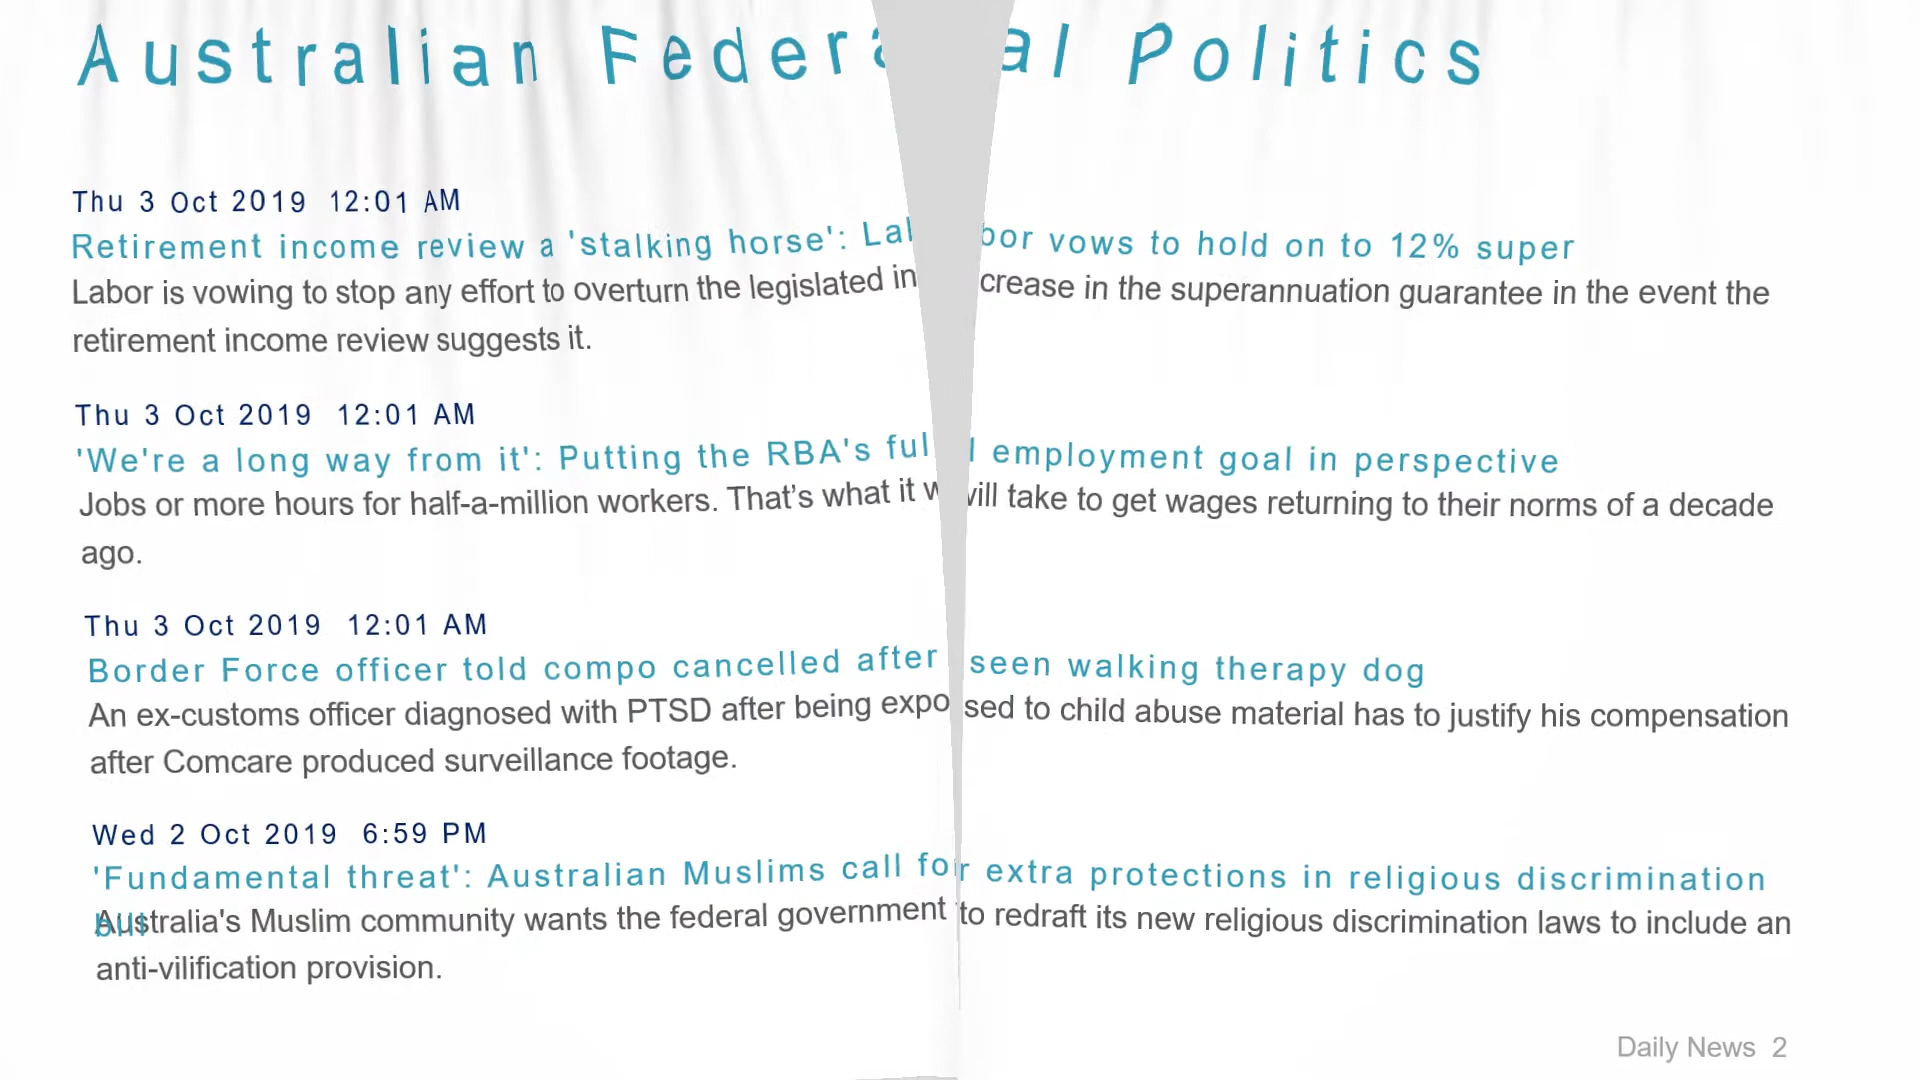 Australian Federal Politics
Thu 3 Oct 2019 12:01 AM
Retirement income review a 'stalking horse': Labor vows to hold on to 12% super
Labor is vowing to stop any effort to overturn the legislated increase in the superannuation guarantee in the event the
retirement income review suggests it.
Thu 3 Oct 2019 12:01 AM
'We're a long way from it': Putting the RBA's full employment goal in perspective
Jobs or more hours for half-a-million workers. That’s what it will take to get wages returning to their norms of a decade
ago.
Thu 3 Oct 2019 12:01 AM
Border Force officer told compo cancelled after seen walking therapy dog
An ex-customs officer diagnosed with PTSD after being exposed to child abuse material has to justify his compensation
after Comcare produced surveillance footage.
Wed 2 Oct 2019 6:59 PM
'Fundamental threat': Australian Muslims call for extra protections in religious discrimination
bill
Australia's Muslim community wants the federal government to redraft its new religious discrimination laws to include an
anti-vilification provision.
Daily News 2